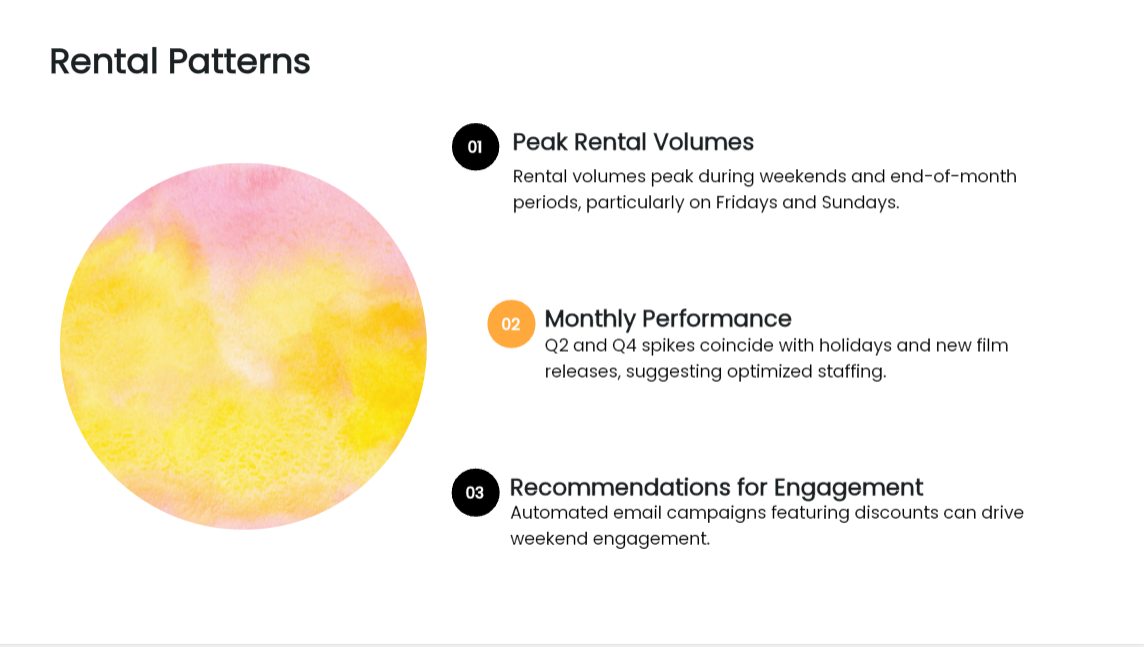 Rental Patterns
01
Peak Rental Volumes
Rental volumes peak during weekends and end-of-month
periods, particularly on Fridays and Sundays.
02
Monthly Performance
Q2 and Q4 spikes coincide with holidays and new film
releases, suggesting optimized staffing.
03
Recommendations for Engagement
Automated email campaigns featuring discounts can drive
weekend engagement.